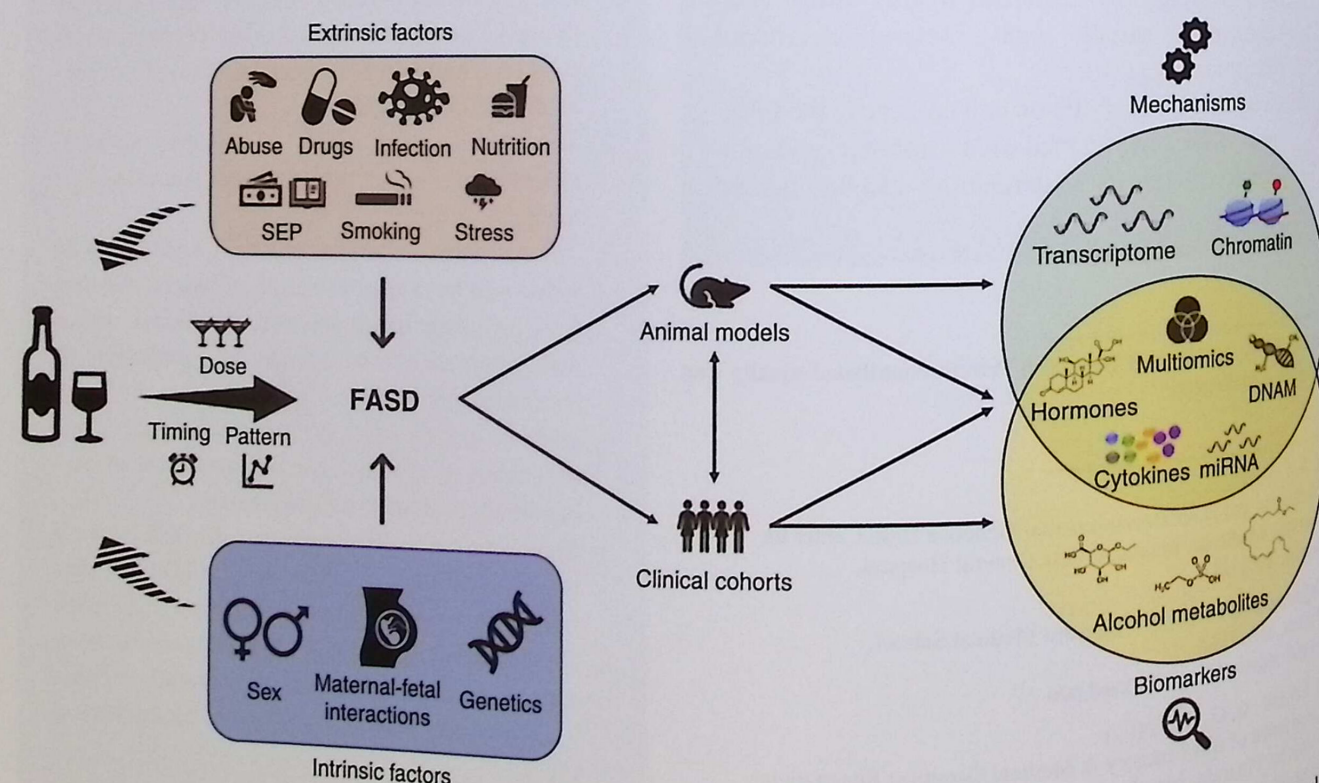 Extrinsic factors
Abuse Drugs Infection Nutrition
SEP Smoking Stress
Dose
Timing Pattern
FASD
Sex
Maternal-fetal
interactions
Genetics
Intrinsic factors
Animal models
Clinical cohorts
Mechanisms
Transcriptome
Chromatin
Multiomics
DNAM
Hormones
Cytokines miRNA
Alcohol metabolites
Biomarkers